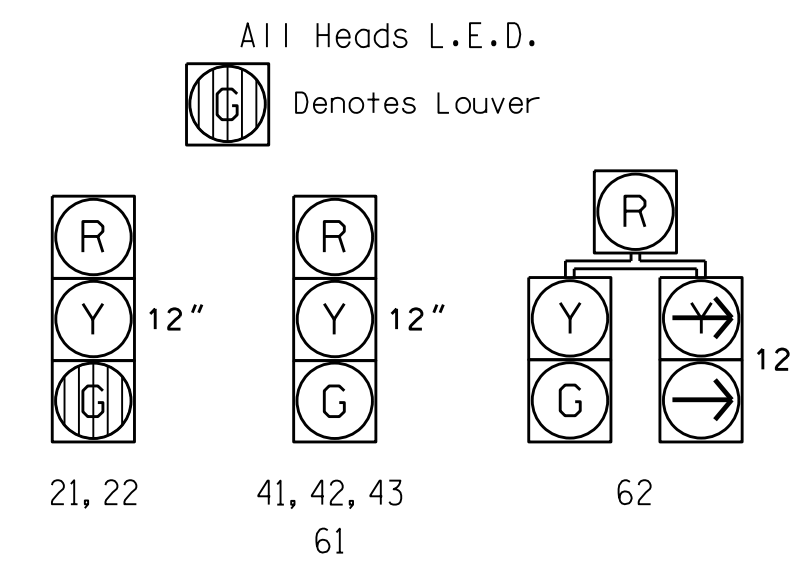 All Heads L.E.D.
G Denotes Louver
R
R
R
Y 12"
Y 12"
Y Y
12
G
G
G
21, 22
41, 42, 43
61
62